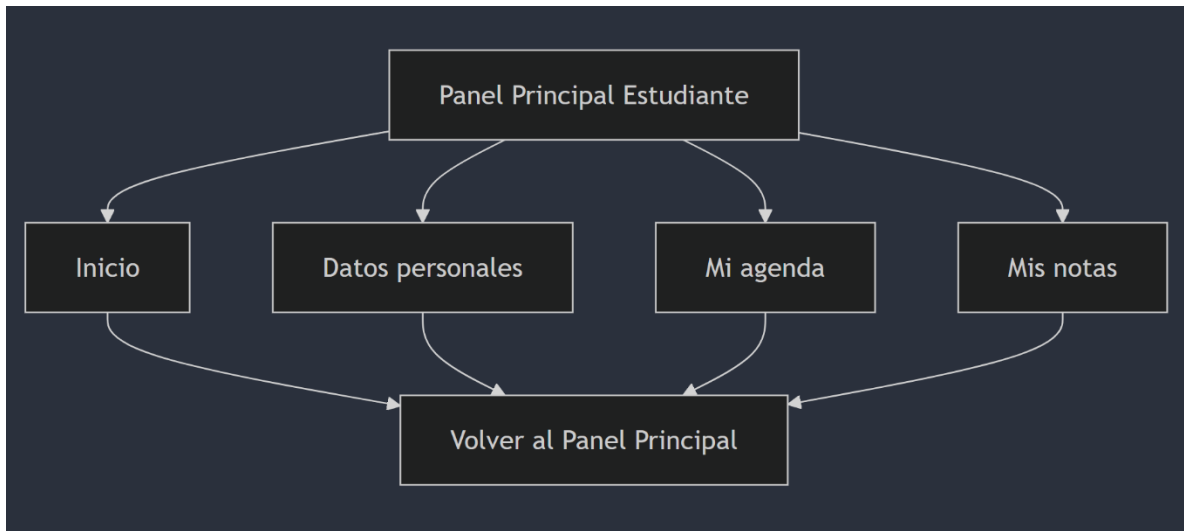 Panel Principal Estudiante
Inicio
Datos personales
Mi agenda
Mis notas
Volver al Panel Principal